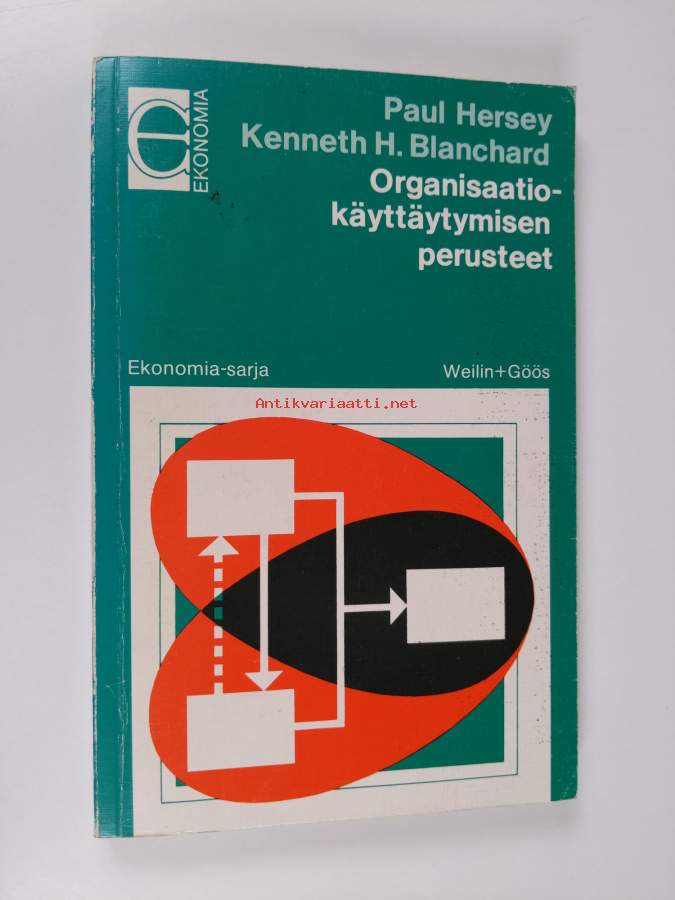 EKONOMIA
Paul Hersey
Kenneth H. Blanchard
Organisaatio-
käyttäytymisen
perusteet
Ekonomia-sarja
Weilin+Göös
Antikvariaatti.net